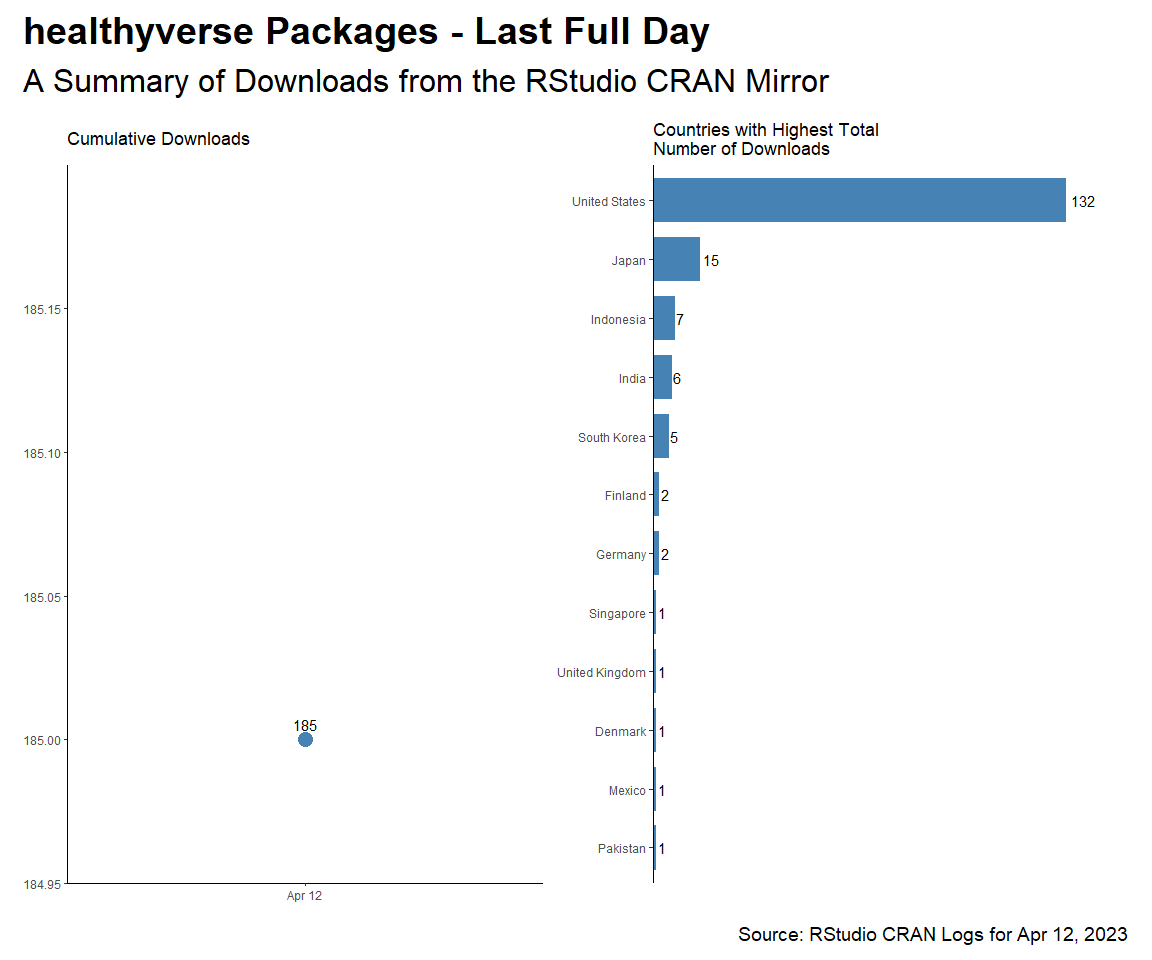 healthyverse Packages - Last Full Day
A Summary of Downloads from the RStudio CRAN Mirror
Cumulative Downloads
185.15
185.10
185.05
185.00
184.95
185
Apr 12
Countries with Highest Total
Number of Downloads
United States 132
Japan 15
Indonesia 7
India 6
South Korea 5
Finland 2
Germany 2
Singapore 1
United Kingdom 1
Denmark 1
Mexico 1
Pakistan 1
Source: RStudio CRAN Logs for Apr 12, 2023